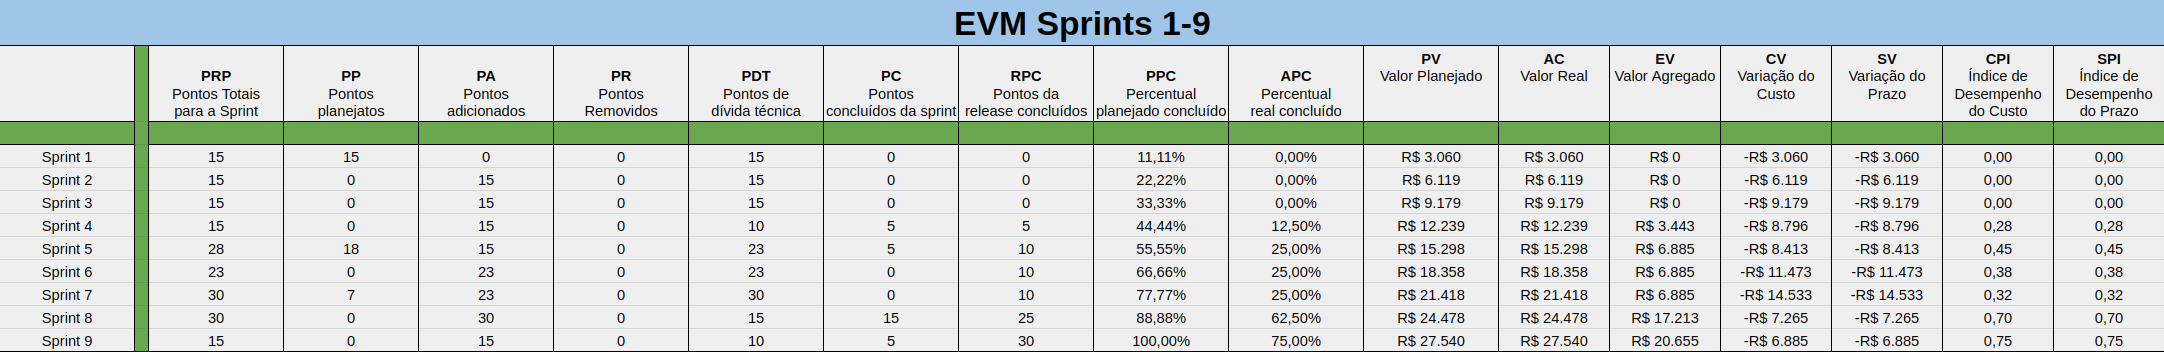 EVM Sprints 1-9
PRP Pontos Totais para a Sprint | PP Pontos planejatos | PA Pontos adicionados | PR Pontos Removidos | PDT Pontos de dívida técnica | PC Pontos concluídos da sprint | RPC Pontos da release concluídos | PPC Percentual planejado concluído | APC Percentual real concluído | PV Valor Planejado | AC Valor Real | EV Valor Agregado | CV Variação do Custo | SV Variação do Prazo | CPI Índice de Desempenho do Custo | SPI Índice de Desempenho do Prazo
Sprint 1 | 15 | 15 | 0 | 0 | 15 | 0 | 0 | 11,11% | 0,00% | R$ 3.060 | R$ 3.060 | R$ 0 | -R$ 3.060 | -R$ 3.060 | 0,00 | 0,00
Sprint 2 | 15 | 0 | 15 | 0 | 15 | 0 | 0 | 22,22% | 0,00% | R$ 6.119 | R$ 6.119 | R$ 0 | -R$ 6.119 | -R$ 6.119 | 0,00 | 0,00
Sprint 3 | 15 | 0 | 15 | 0 | 15 | 0 | 0 | 33,33% | 0,00% | R$ 9.179 | R$ 9.179 | R$ 0 | -R$ 9.179 | -R$ 9.179 | 0,00 | 0,00
Sprint 4 | 15 | 0 | 15 | 0 | 10 | 5 | 5 | 44,44% | 12,50% | R$ 12.239 | R$ 12.239 | R$ 3.443 | -R$ 8.796 | -R$ 8.796 | 0,28 | 0,28
Sprint 5 | 28 | 18 | 15 | 0 | 23 | 5 | 10 | 55,55% | 25,00% | R$ 15.298 | R$ 15.298 | R$ 6.885 | -R$ 8.413 | -R$ 8.413 | 0,45 | 0,45
Sprint 6 | 23 | 0 | 23 | 0 | 23 | 0 | 10 | 66,66% | 25,00% | R$ 18.358 | R$ 18.358 | R$ 6.885 | -R$ 11.473 | -R$ 11.473 | 0,38 | 0,38
Sprint 7 | 30 | 7 | 23 | 0 | 30 | 0 | 10 | 77,77% | 25,00% | R$ 21.418 | R$ 21.418 | R$ 6.885 | -R$ 14.533 | -R$ 14.533 | 0,32 | 0,32
Sprint 8 | 30 | 0 | 30 | 0 | 15 | 15 | 25 | 88,88% | 62,50% | R$ 24.478 | R$ 24.478 | R$ 17.213 | -R$ 7.265 | -R$ 7.265 | 0,70 | 0,70
Sprint 9 | 15 | 0 | 15 | 0 | 10 | 5 | 30 | 100,00% | 75,00% | R$ 27.540 | R$ 27.540 | R$ 20.655 | -R$ 6.885 | -R$ 6.885 | 0,75 | 0,75